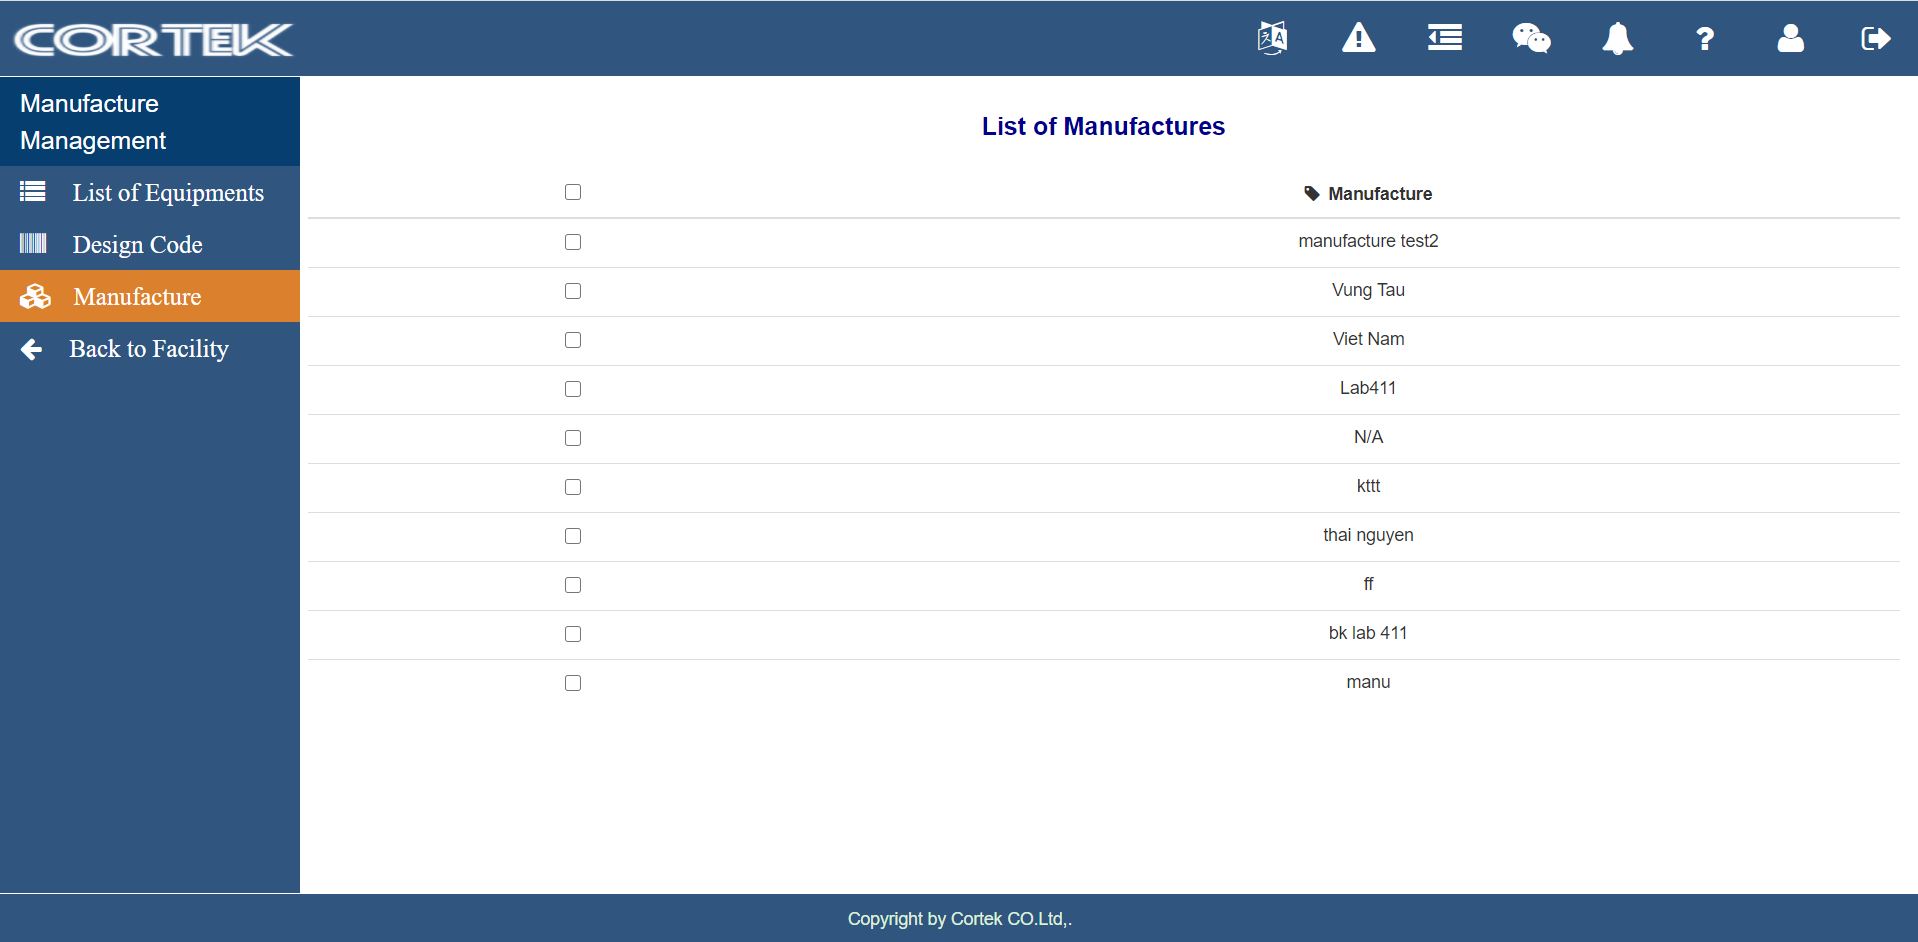 CORTEK
Manufacture
Management
List of Equipments
Design Code
Manufacture
Back to Facility
List of Manufactures
Manufacture
manufacture test2
Vung Tau
Viet Nam
Lab411
N/A
kttt
thai nguyen
ff
bk lab 411
manu
Copyright by Cortek CO.Ltd,.